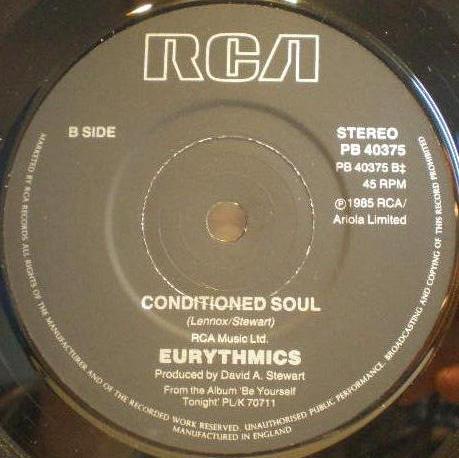 RCA
B SIDE
STEREO
PB 40375
PB 40375 B‡
45 RPM
Ⓟ1985 RCA/
Ariola Limited
CONDITIONED SOUL
(Lennox/Stewart)
RCA Music Ltd.
EURYTHMICS
Produced by David A. Stewart
From the Album 'Be Yourself
Tonight' PL/K 70711
MARKETED BY RCA RECORDS. ALL RIGHTS OF THE MANUFACTURER AND OF THE RECORDED WORK RESERVED. UNAUTHORISED PUBLIC PERFORMANCE, BROADCASTING AND COPYING OF THIS RECORD PROHIBITED.
MANUFACTURED IN ENGLAND